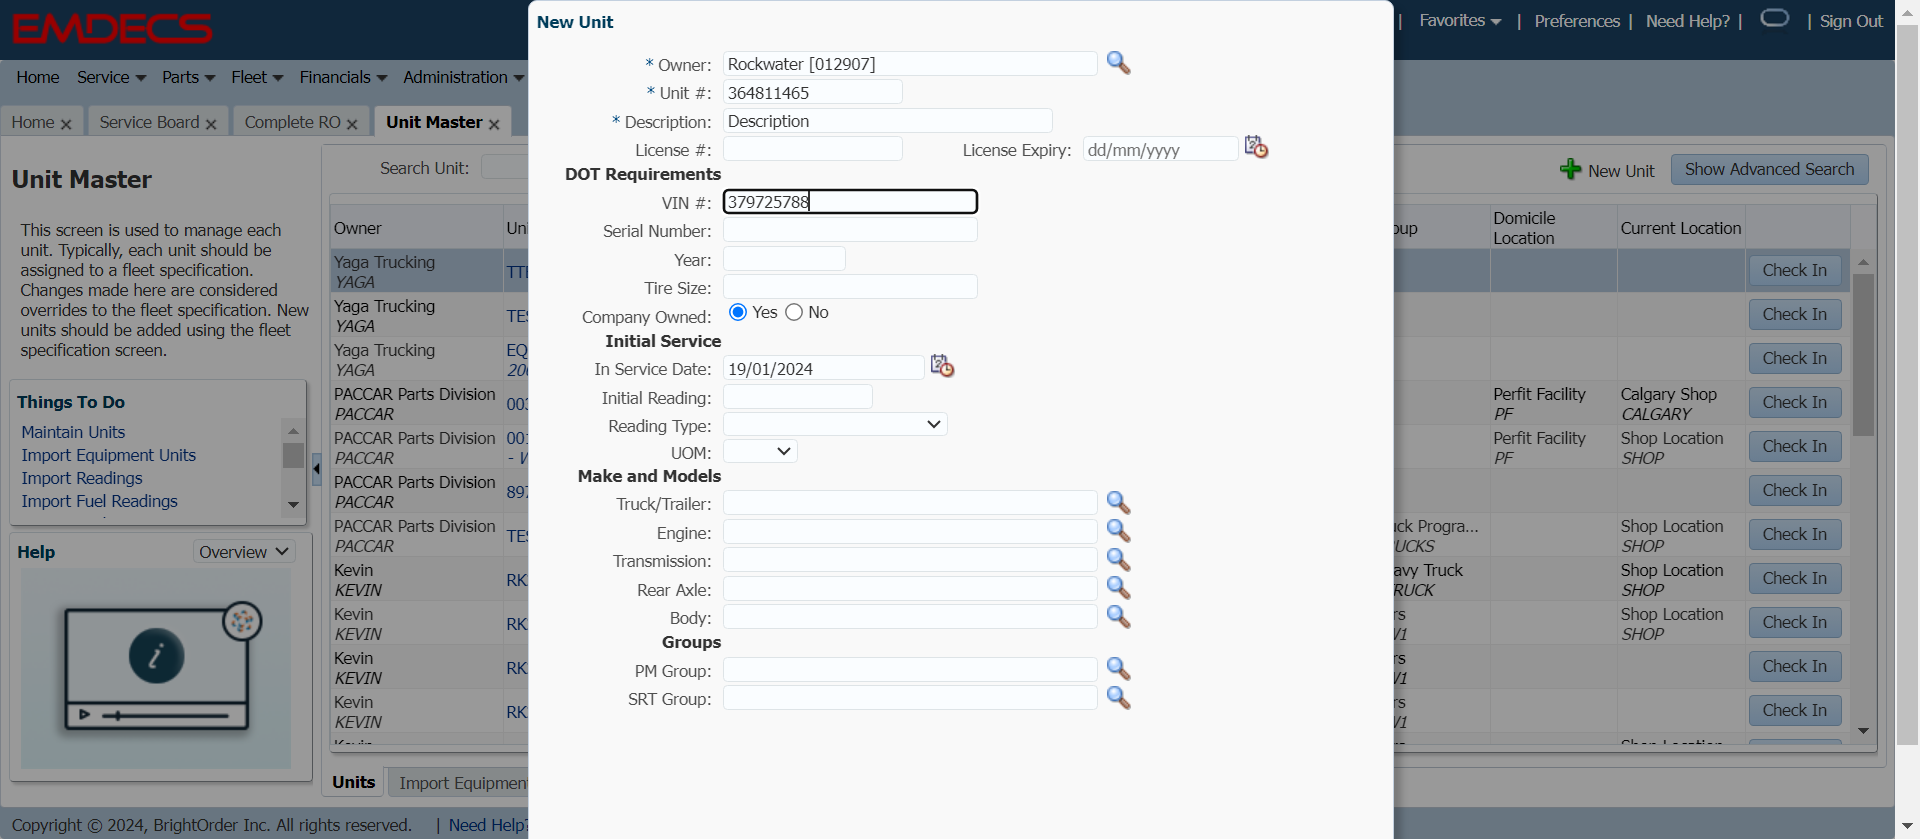 EMDECS
| Favorites | Preferences | Need Help? | | Sign Out
Home Service Parts Fleet Financials Administration
Home Service Board Complete RO Unit Master
Unit Master
This screen is used to manage each
unit. Typically, each unit should be
assigned to a fleet specification.
Changes made here are considered
overrides to the fleet specification. New
units should be added using the fleet
specification screen.
Things To Do
Maintain Units
Import Equipment Units
Import Readings
Import Fuel Readings
Help Overview
Search Unit:
New Unit Show Advanced Search
Owner
Yaga Trucking
YAGA
Yaga Trucking
YAGA
Yaga Trucking
YAGA
PACCAR Parts Division
PACCAR
PACCAR Parts Division
PACCAR
PACCAR Parts Division
PACCAR
PACCAR Parts Division
PACCAR
Kevin
KEVIN
Kevin
KEVIN
Kevin
KEVIN
Kevin
KEVIN
Uni
TTE
TES
EQ
200
003
001
- V
897
TES
RK
RK
RK
RK
New Unit
* Owner: Rockwater [012907]
* Unit #: 364811465
* Description: Description
License #: License Expiry: dd/mm/yyyy
DOT Requirements
VIN #: 379725788
Serial Number:
Year:
Tire Size:
Company Owned: Yes No
Initial Service
In Service Date: 19/01/2024
Initial Reading:
Reading Type:
UOM:
Make and Models
Truck/Trailer:
Engine:
Transmission:
Rear Axle:
Body:
Groups
PM Group:
SRT Group:
oup
Domicile
Location
Current Location
Check In
Check In
Check In
Perfit Facility
PF
Calgary Shop
CALGARY
Check In
Perfit Facility
PF
Shop Location
SHOP
Check In
Check In
uck Progra...
UCKS
Shop Location
SHOP
Check In
avy Truck
RUCK
Shop Location
SHOP
Check In
rs
Shop Location
SHOP
Check In
rs
Check In
rs
Check In
Units Import Equipmen
Copyright © 2024, BrightOrder Inc. All rights reserved. | Need Help?